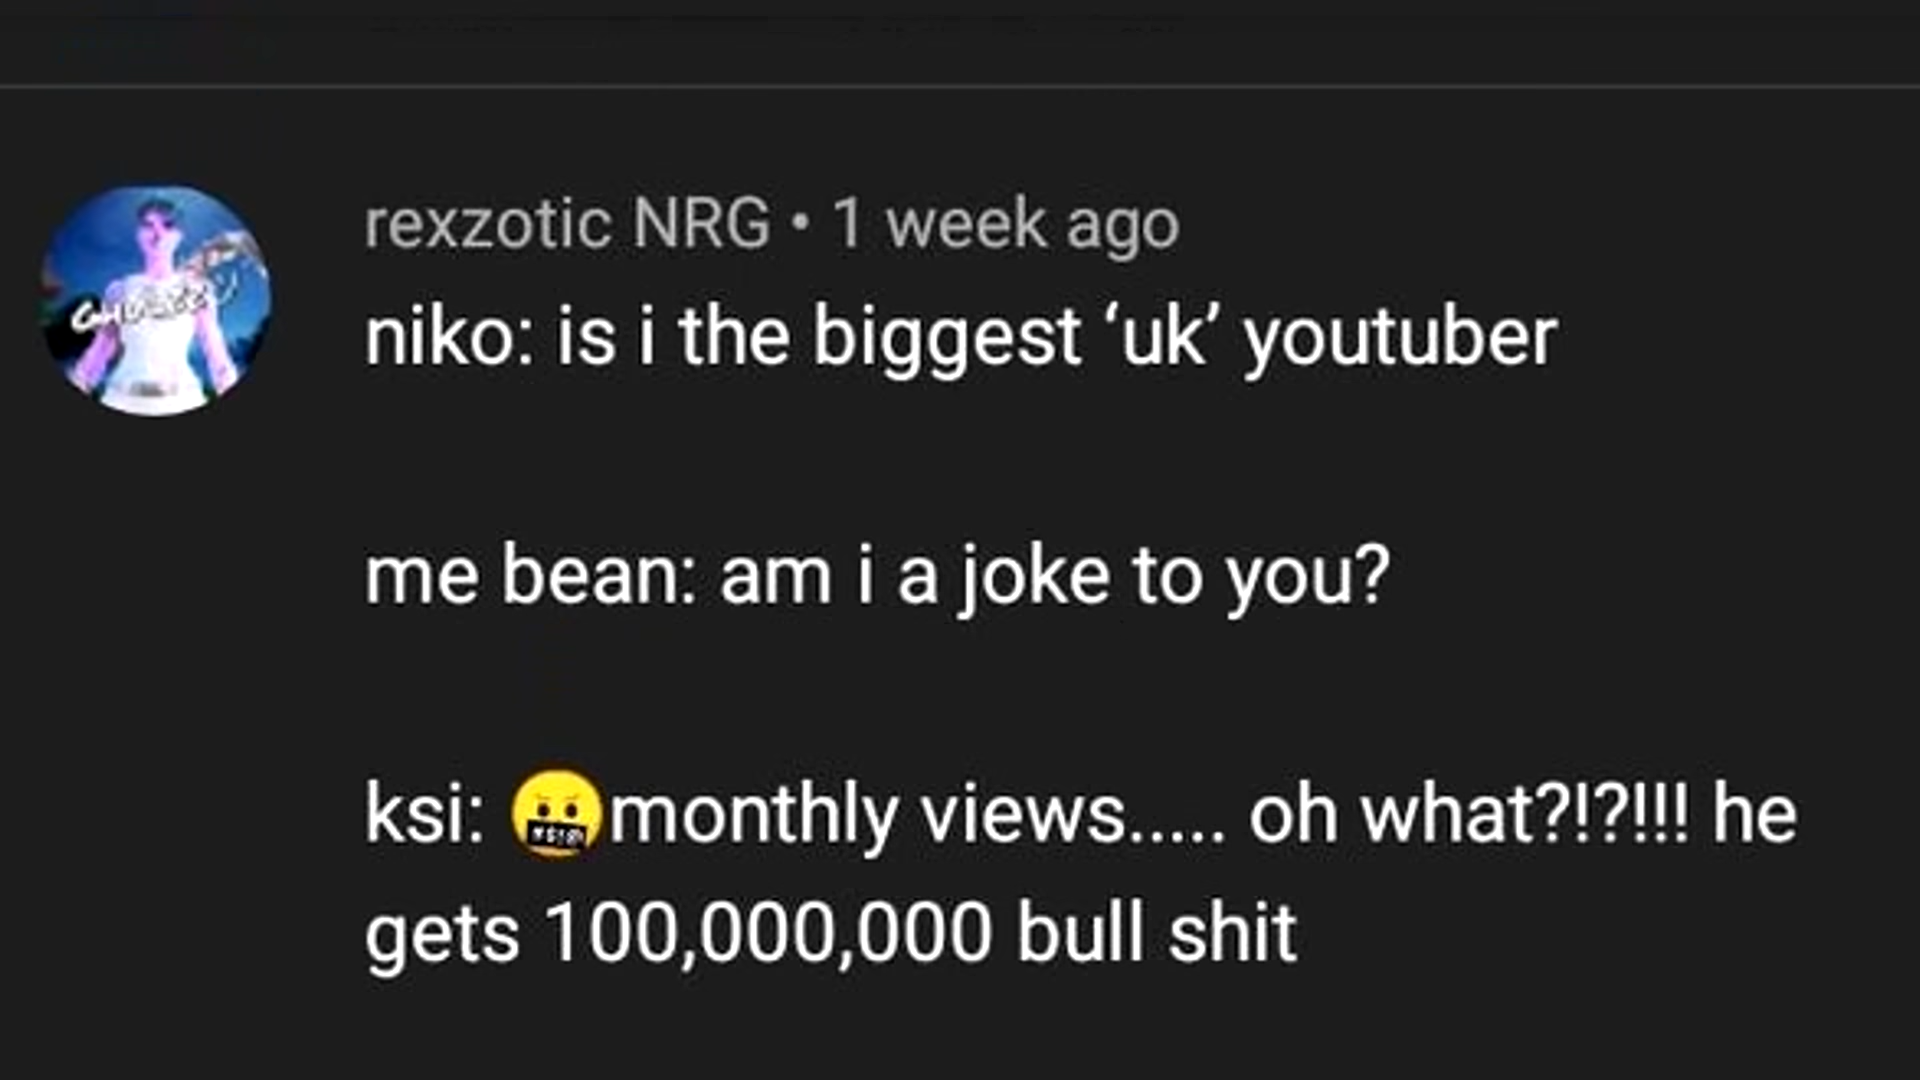 rexzotic NRG • 1 week ago
niko: is i the biggest ‘uk’ youtuber
me bean: am i a joke to you?
ksi: 🤬monthly views..... oh what?!?!!! he
gets 100,000,000 bull shit